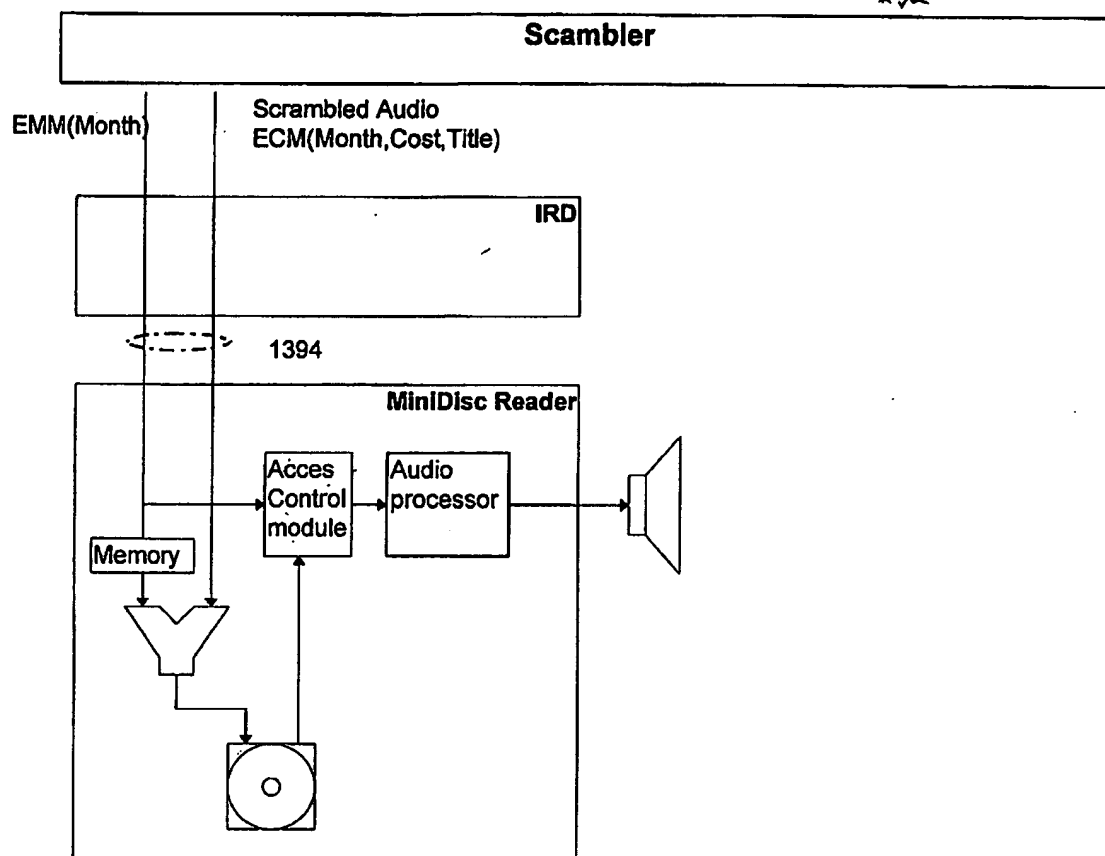 Scambler
EMM(Month)
Scrambled Audio
ECM(Month,Cost,Title)
IRD
1394
MiniDisc Reader
Acces
Control
module
Audio
processor
Memory